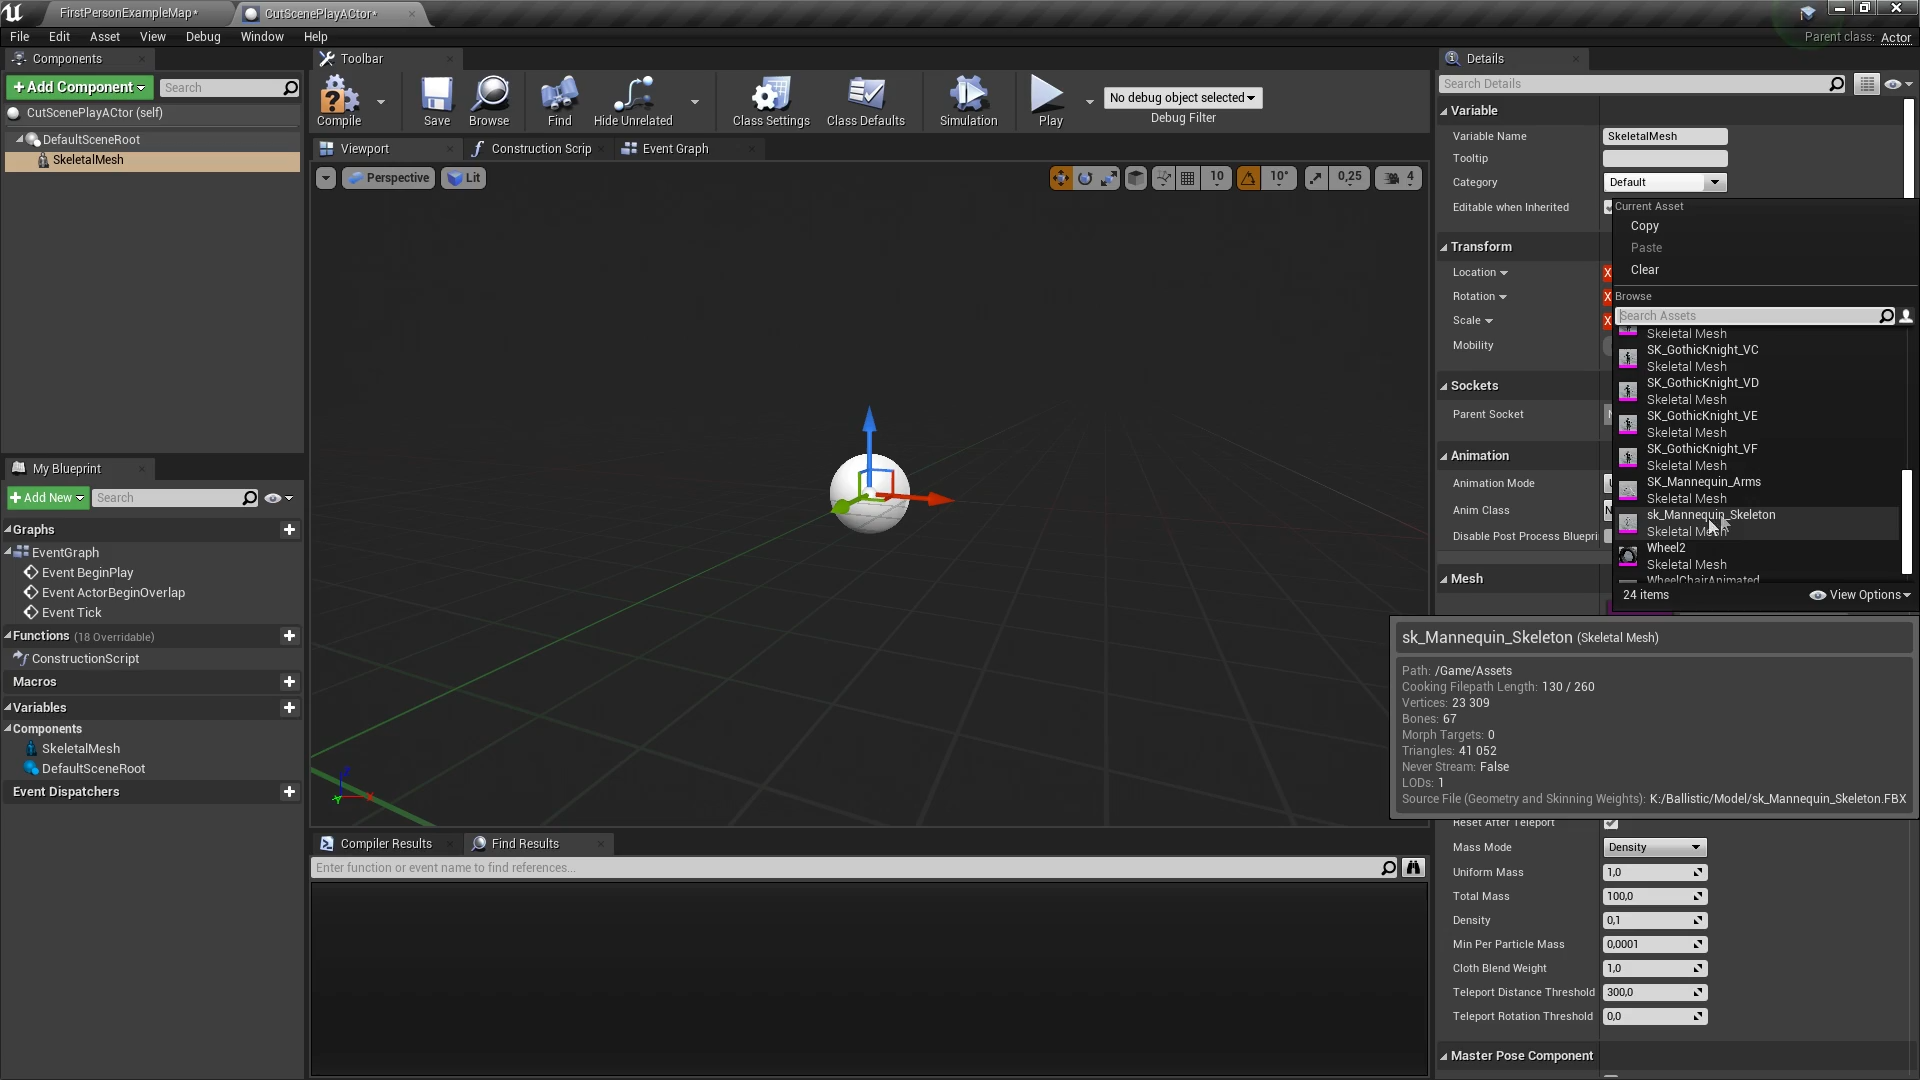 FirstPersonExampleMap*
CutScenePlayACtor*
File Edit Asset View Debug Window Help
Parent class: Actor
Components
+Add Component
Search
CutScenePlayACtor (self)
DefaultSceneRoot
SkeletalMesh
Toolbar
Compile
Save
Browse
Find
Hide Unrelated
Class Settings
Class Defaults
Simulation
Play
No debug object selected
Debug Filter
Viewport
Construction Scrip
Event Graph
Perspective
Lit
10
10°
0,25
4
My Blueprint
+Add New
Search
Graphs
EventGraph
Event BeginPlay
Event ActorBeginOverlap
Event Tick
Functions (18 Overridable)
ConstructionScript
Macros
Variables
Components
SkeletalMesh
DefaultSceneRoot
Event Dispatchers
Compiler Results
Find Results
Enter function or event name to find references...
Details
Search Details
Variable
Variable Name SkeletalMesh
Tooltip
Category Default
Editable when Inherited
Transform
Location
Rotation
Scale
Mobility
Sockets
Parent Socket
Animation
Animation Mode
Anim Class
Disable Post Process Bluepri
Mesh
Current Asset
Copy
Paste
Clear
Browse
Search Assets
Skeletal Mesh
SK_GothicKnight_VC
Skeletal Mesh
SK_GothicKnight_VD
Skeletal Mesh
SK_GothicKnight_VE
Skeletal Mesh
SK_GothicKnight_VF
Skeletal Mesh
SK_Mannequin_Arms
Skeletal Mesh
sk_Mannequin_Skeleton
Skeletal Mesh
Wheel2
Skeletal Mesh
WheelChairAnimated
24 items
View Options
sk_Mannequin_Skeleton (Skeletal Mesh)
Path: /Game/Assets
Cooking Filepath Length: 130 / 260
Vertices: 23 309
Bones: 67
Morph Targets: 0
Triangles: 41 052
Never Stream: False
LODs: 1
Source File (Geometry and Skinning Weights): K:/Ballistic/Model/sk_Mannequin_Skeleton.FBX
Reset After Teleport
Mass Mode Density
Uniform Mass 1,0
Total Mass 100,0
Density 0,1
Min Per Particle Mass 0,0001
Cloth Blend Weight 1,0
Teleport Distance Threshold 300,0
Teleport Rotation Threshold 0,0
Master Pose Component